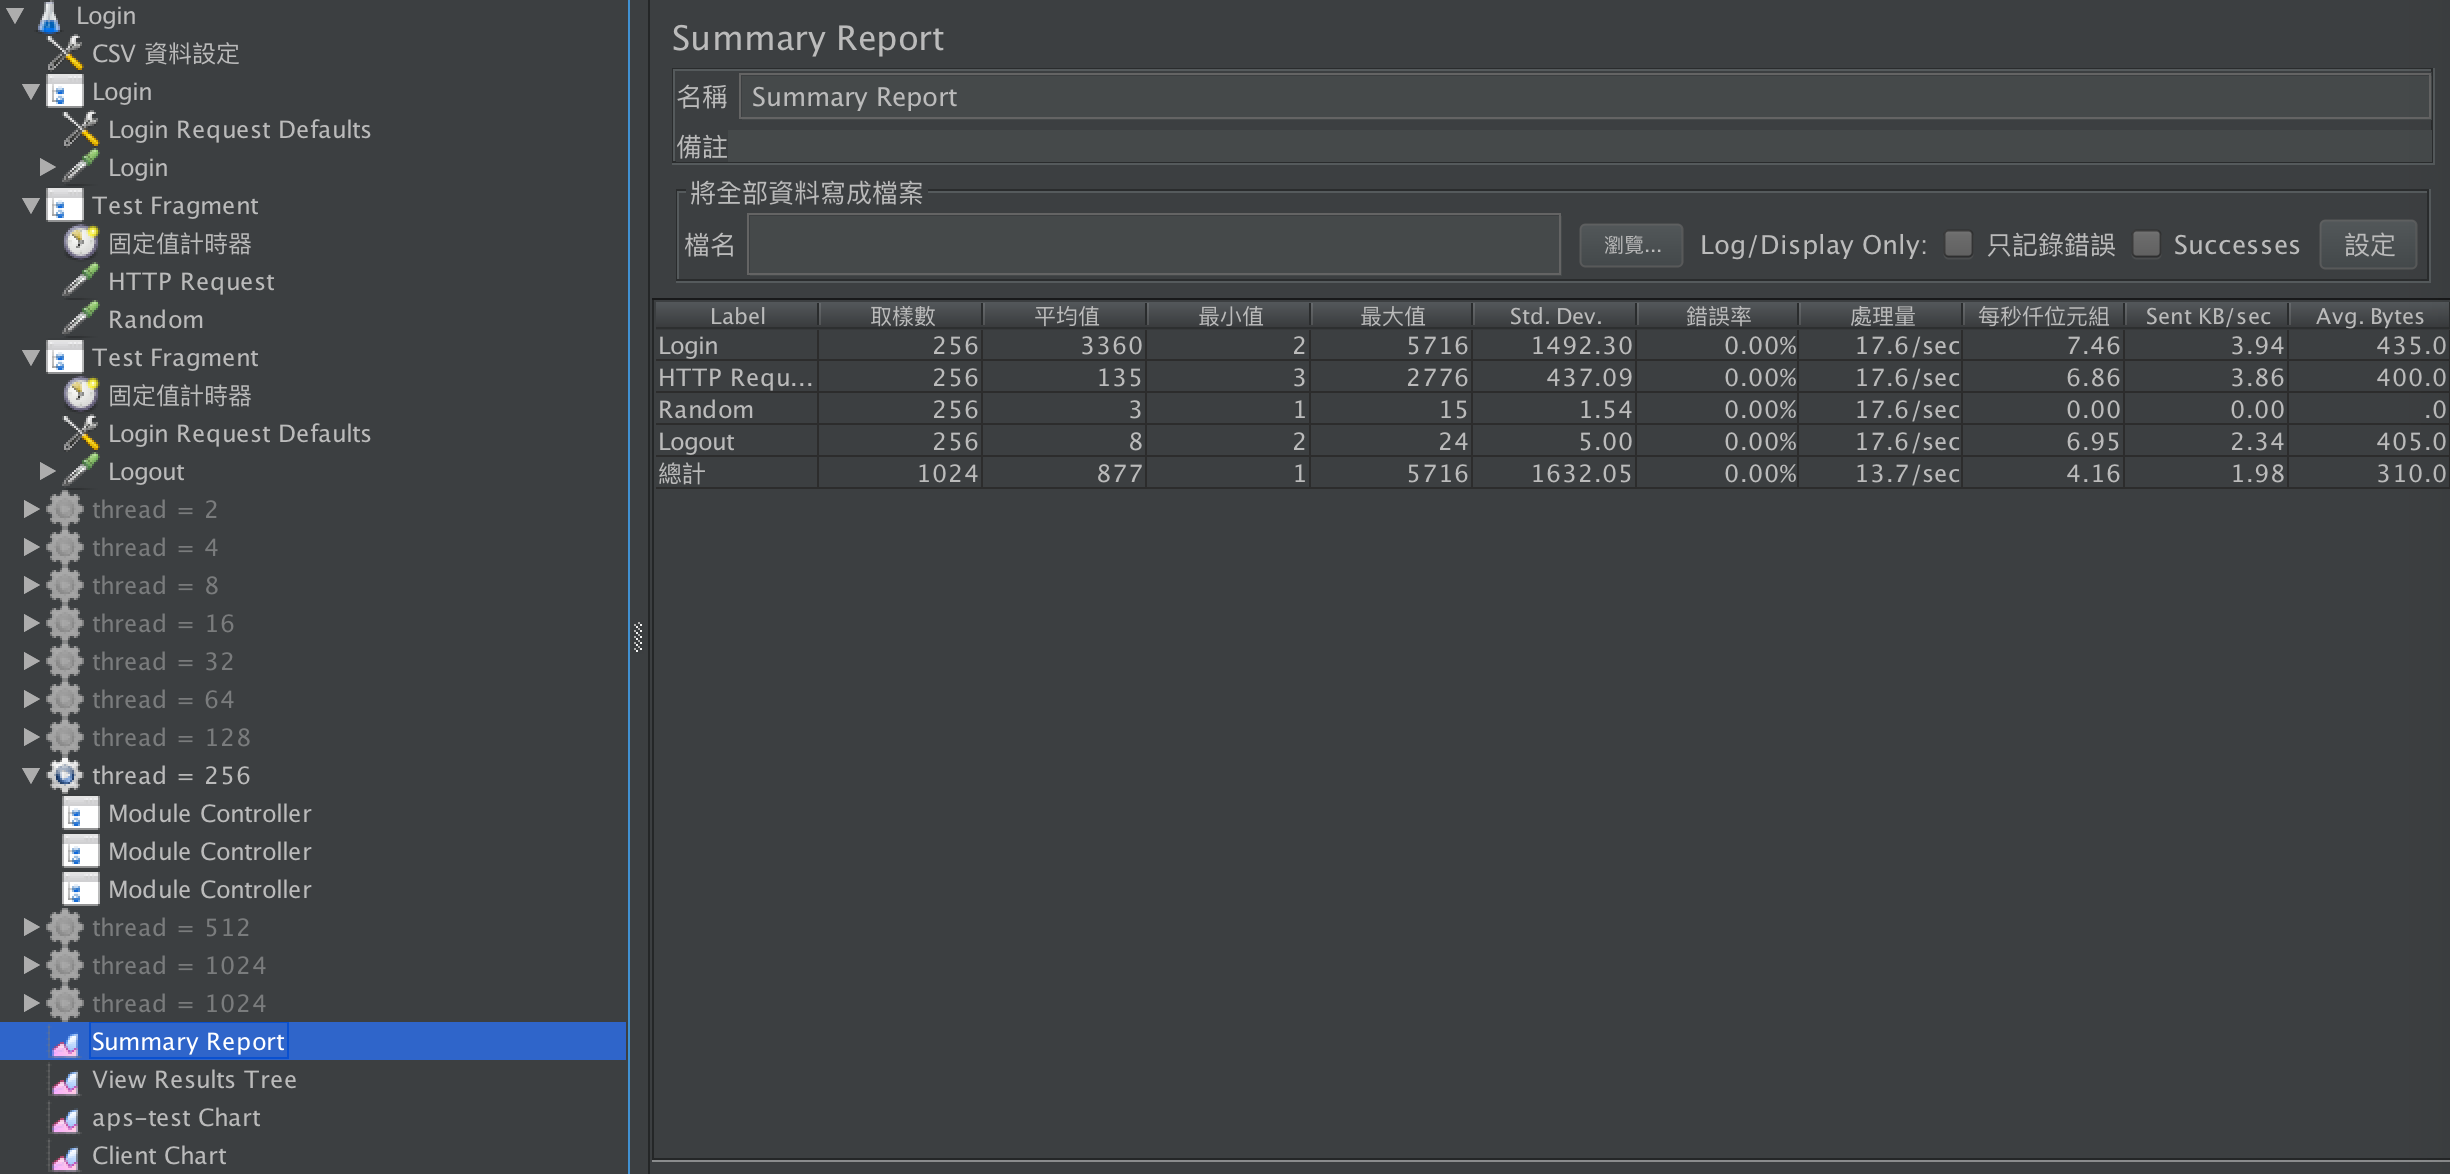 Login
CSV 資料設定
Login
Login Request Defaults
Login
Test Fragment
固定值計時器
HTTP Request
Random
Test Fragment
固定值計時器
Login Request Defaults
Logout
thread = 2
thread = 4
thread = 8
thread = 16
thread = 32
thread = 64
thread = 128
thread = 256
Module Controller
Module Controller
Module Controller
thread = 512
thread = 1024
thread = 1024
Summary Report
View Results Tree
aps-test Chart
Client Chart
Summary Report
名稱 Summary Report
備註
將全部資料寫成檔案
檔名 瀏覽... Log/Display Only: 只記錄錯誤 Successes 設定
Label 取樣數 平均值 最小值 最大值 Std. Dev. 錯誤率 處理量 每秒仟位元組 Sent KB/sec Avg. Bytes
Login 256 3360 2 5716 1492.30 0.00% 17.6/sec 7.46 3.94 435.0
HTTP Requ... 256 135 3 2776 437.09 0.00% 17.6/sec 6.86 3.86 400.0
Random 256 3 1 15 1.54 0.00% 17.6/sec 0.00 0.00 .0
Logout 256 8 2 24 5.00 0.00% 17.6/sec 6.95 2.34 405.0
總計 1024 877 1 5716 1632.05 0.00% 13.7/sec 4.16 1.98 310.0